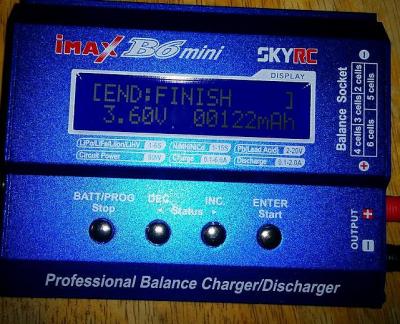 iMAX B6 mini SKYRC
DISPLAY
[END:FINISH ]
3.60V 00122mAh
LiPo/LiFe/LiIon/LiHV 1-6S NiMH/NiCd 1-15S Pb(Lead Acid) 2-20V
Circuit Power 60W Charge 0.1-6.0A Discharge 0.1-2.0A
Balance Socket
2 cells
3 cells
4 cells
5 cells
6 cells
BATT/PROG DEC. INC. ENTER
Stop Status Start
OUTPUT + −
Professional Balance Charger/Discharger